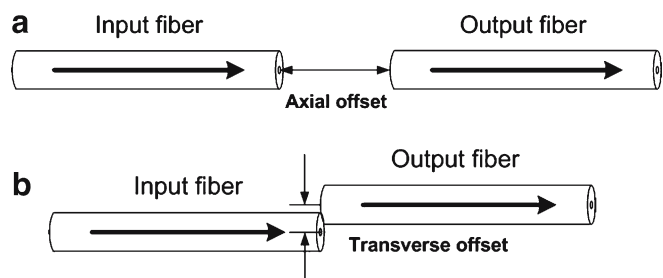 a
Input fiber
Output fiber
Axial offset
b
Input fiber
Output fiber
Transverse offset